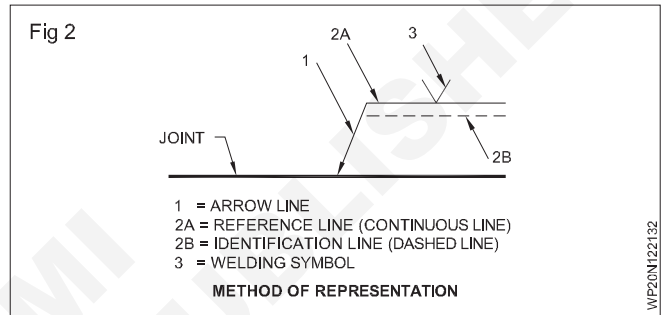 Fig 2
2A
3
1
JOINT
2B
1 = ARROW LINE
2A = REFERENCE LINE (CONTINUOUS LINE)
2B = IDENTIFICATION LINE (DASHED LINE)
3 = WELDING SYMBOL
METHOD OF REPRESENTATION
WP20N122132